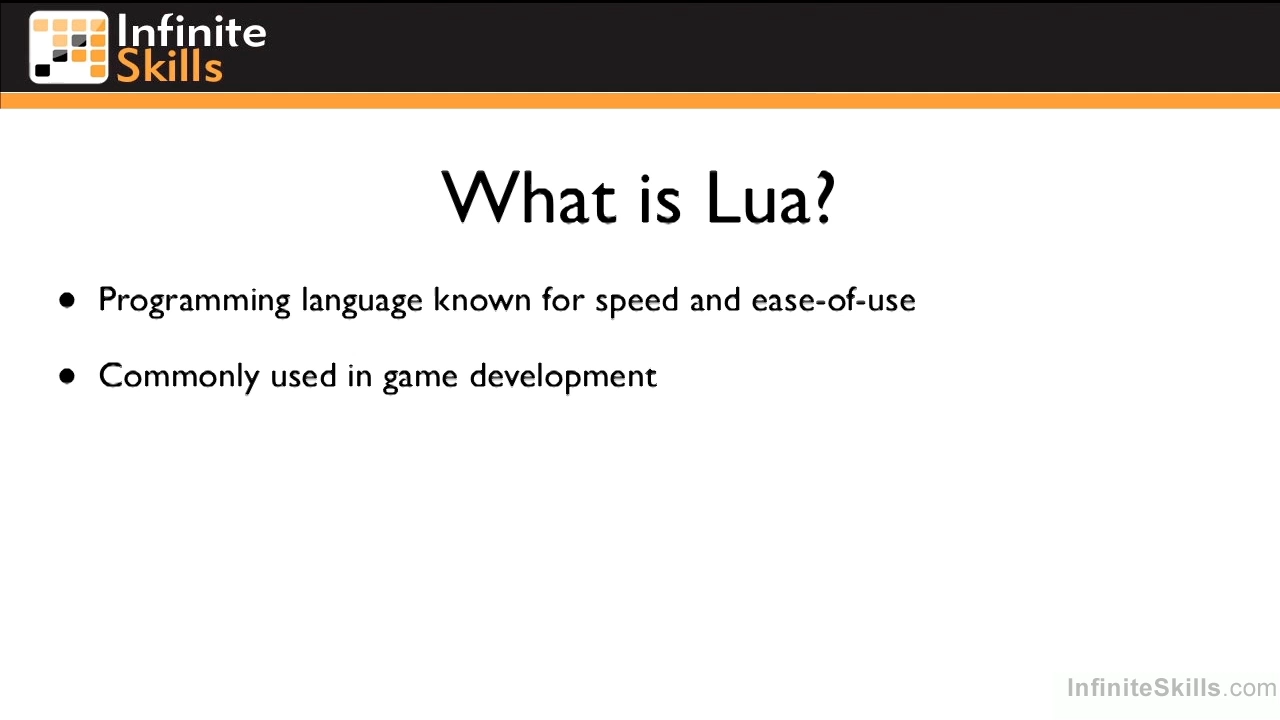 Infinite
Skills
What is Lua?
● Programming language known for speed and ease-of-use
● Commonly used in game development
InfiniteSkills.com